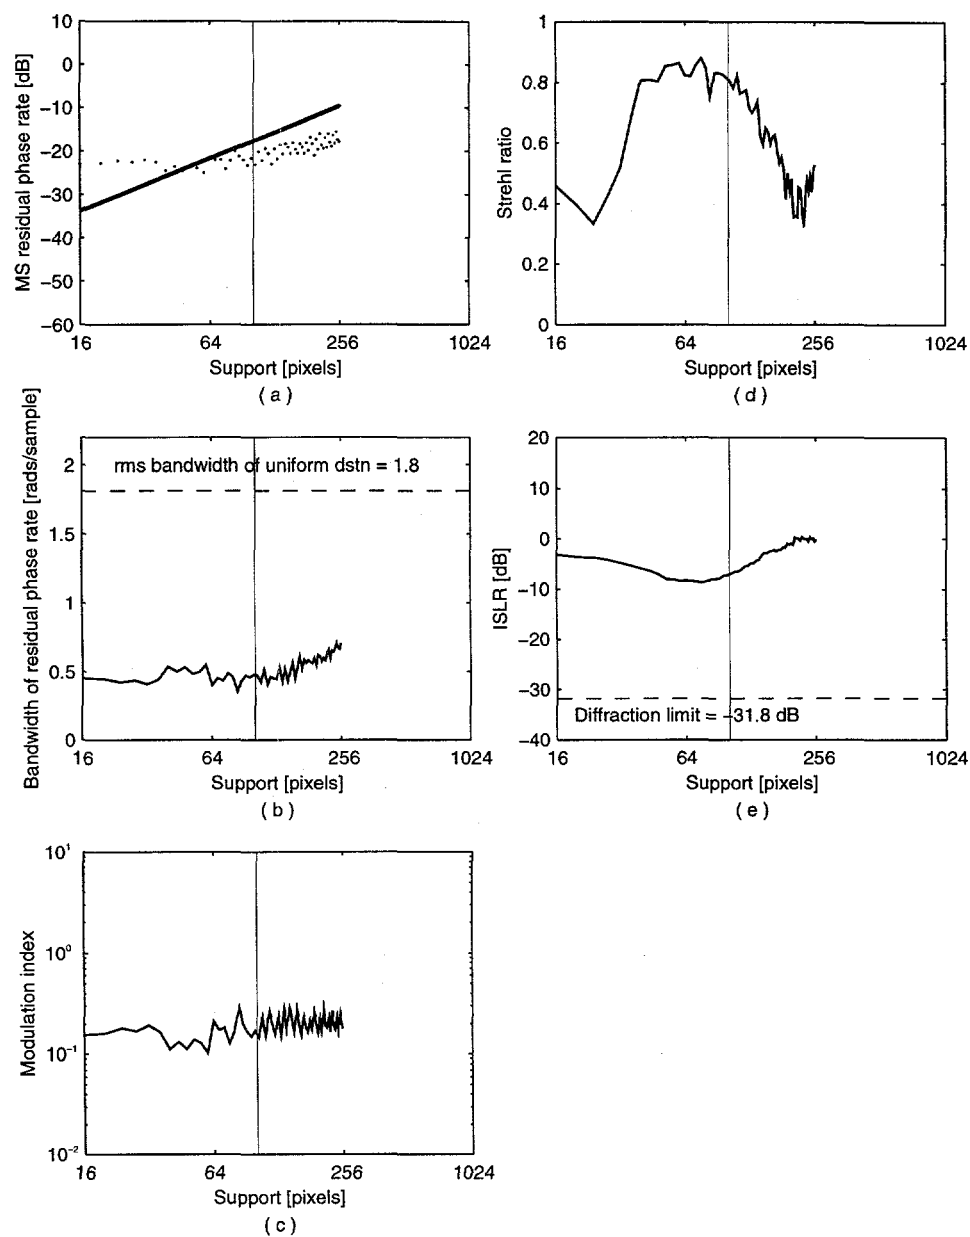 MS residual phase rate [dB]
10
0
−10
−20
−30
−40
−50
−60
16 64 256 1024
Support [pixels]
( a )
Strehl ratio
1
0.8
0.6
0.4
0.2
0
16 64 256 1024
Support [pixels]
( d )
Bandwidth of residual phase rate [rads/sample]
2
1.5
1
0.5
0
rms bandwidth of uniform dstn = 1.8
16 64 256 1024
Support [pixels]
( b )
ISLR [dB]
20
10
0
−10
−20
−30
−40
Diffraction limit = −31.8 dB
16 64 256 1024
Support [pixels]
( e )
Modulation index
10¹
10⁰
10⁻¹
10⁻²
16 64 256 1024
Support [pixels]
( c )